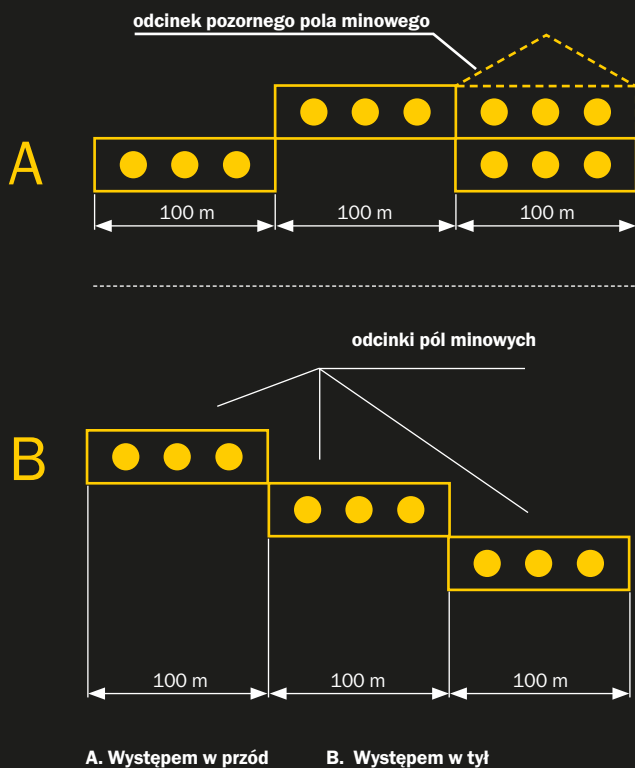 odcinek pozornego pola minowego
A
100 m 100 m 100 m
odcinki pól minowych
B
100 m 100 m 100 m
A. Występem w przód B. Występem w tył